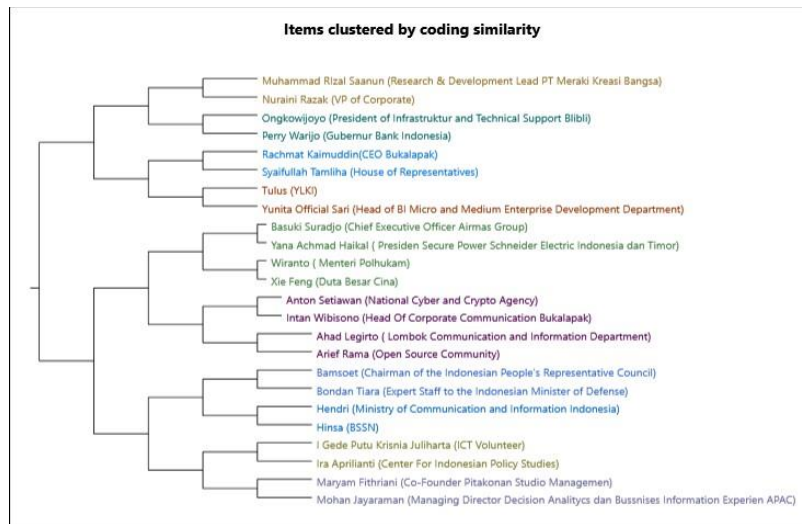 Items clustered by coding similarity
Muhammad RIzal Saanun (Research & Development Lead PT Meraki Kreasi Bangsa)
Nuraini Razak (VP of Corporate)
Ongkowijoyo (President of Infrastruktur and Technical Support Blibli)
Perry Warijo (Gubernur Bank Indonesia)
Rachmat Kaimuddin(CEO Bukalapak)
Syaifullah Tamliha (House of Representatives)
Tulus (YLKI)
Yunita Official Sari (Head of BI Micro and Medium Enterprise Development Department)
Basuki Suradjo (Chief Executive Officer Airmas Group)
Yana Achmad Haikal ( Presiden Secure Power Schneider Electric Indonesia dan Timor)
Wiranto ( Menteri Polhukam)
Xie Feng (Duta Besar Cina)
Anton Setiawan (National Cyber and Crypto Agency)
Intan Wibisono (Head Of Corporate Communication Bukalapak)
Ahad Legirto ( Lombok Communication and Information Department)
Arief Rama (Open Source Community)
Bamsoet (Chairman of the Indonesian People's Representative Council)
Bondan Tiara (Expert Staff to the Indonesian Minister of Defense)
Hendri (Ministry of Communication and Information Indonesia)
Hinsa (BSSN)
I Gede Putu Krisnia Juliharta (ICT Volunteer)
Ira Aprilianti (Center For Indonesian Policy Studies)
Maryam Fithriani (Co-Founder Pitakonan Studio Managemen)
Mohan Jayaraman (Managing Director Decision Analitycs dan Bussnises Information Experien APAC)